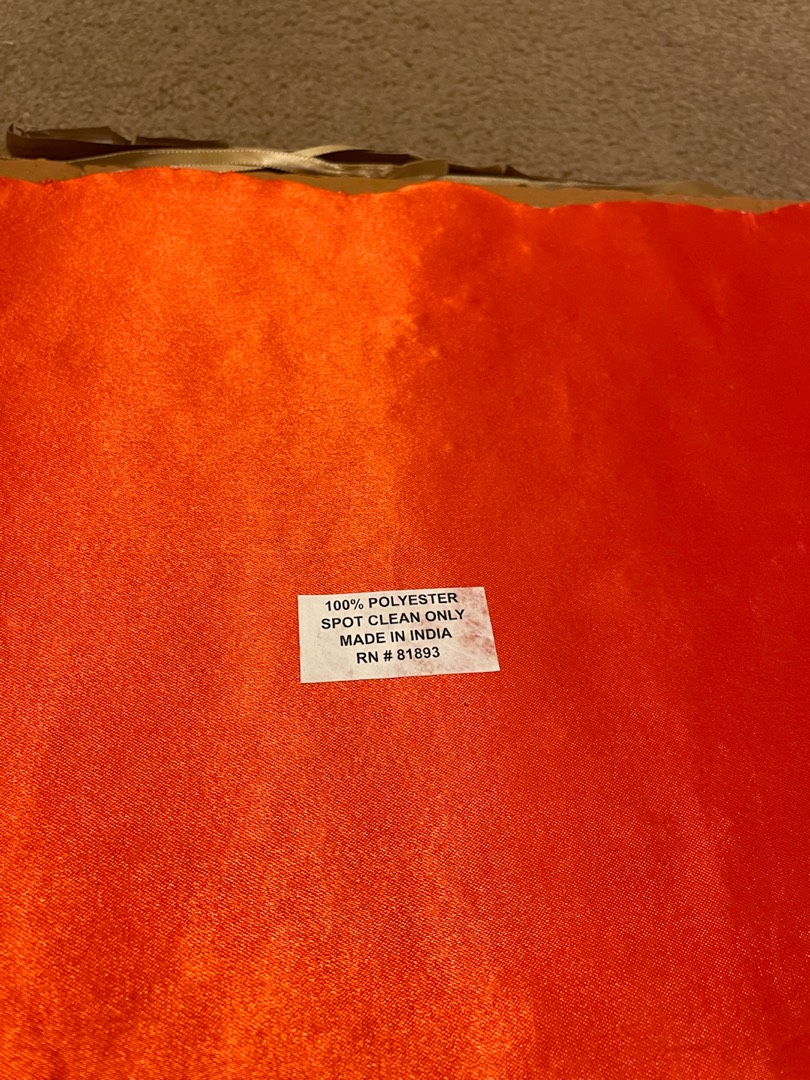 100% POLYESTER
SPOT CLEAN ONLY
MADE IN INDIA
RN # 81893